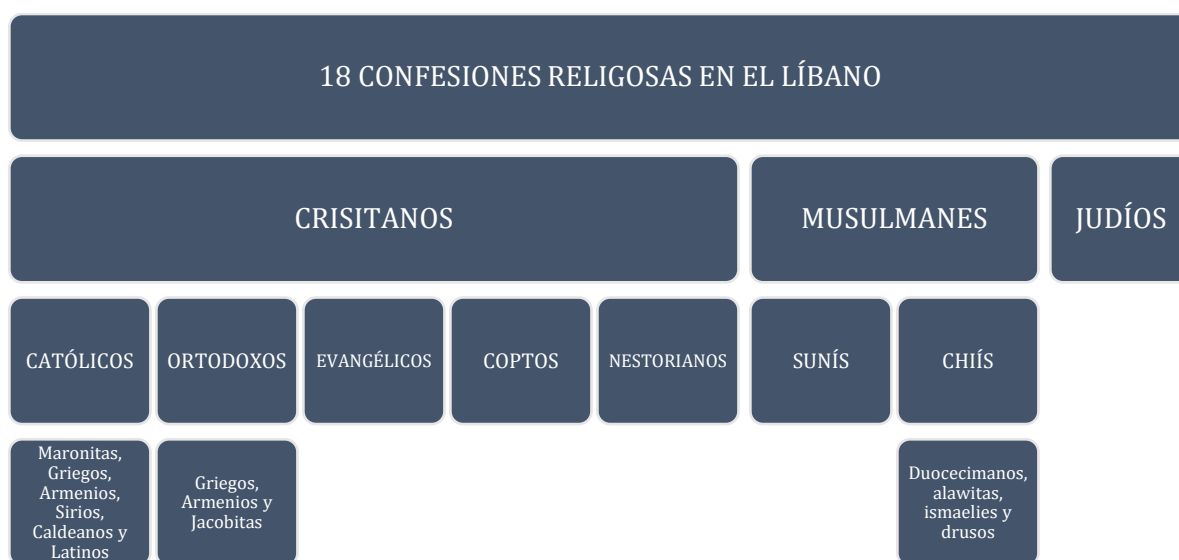 18 CONFESIONES RELIGOSAS EN EL LÍBANO
CRISITANOS
MUSULMANES
JUDÍOS
CATÓLICOS
ORTODOXOS
EVANGÉLICOS
COPTOS
NESTORIANOS
SUNÍS
CHIÍS
Maronitas,
Griegos,
Armenios,
Sirios,
Caldeanos y
Latinos
Griegos,
Armenios y
Jacobitas
Duocecimanos,
alawitas,
ismaelies y
drusos